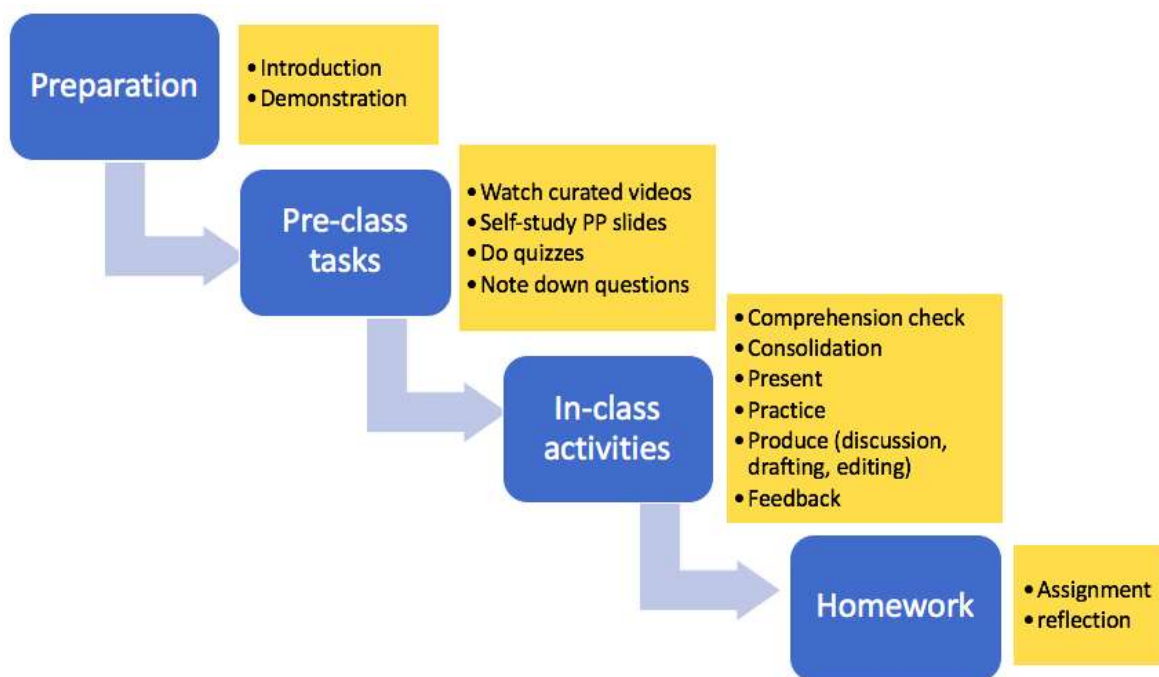 Preparation
• Introduction
• Demonstration
Pre-class
tasks
• Watch curated videos
• Self-study PP slides
• Do quizzes
• Note down questions
In-class
activities
• Comprehension check
• Consolidation
• Present
• Practice
• Produce (discussion,
drafting, editing)
• Feedback
Homework
• Assignment
• reflection